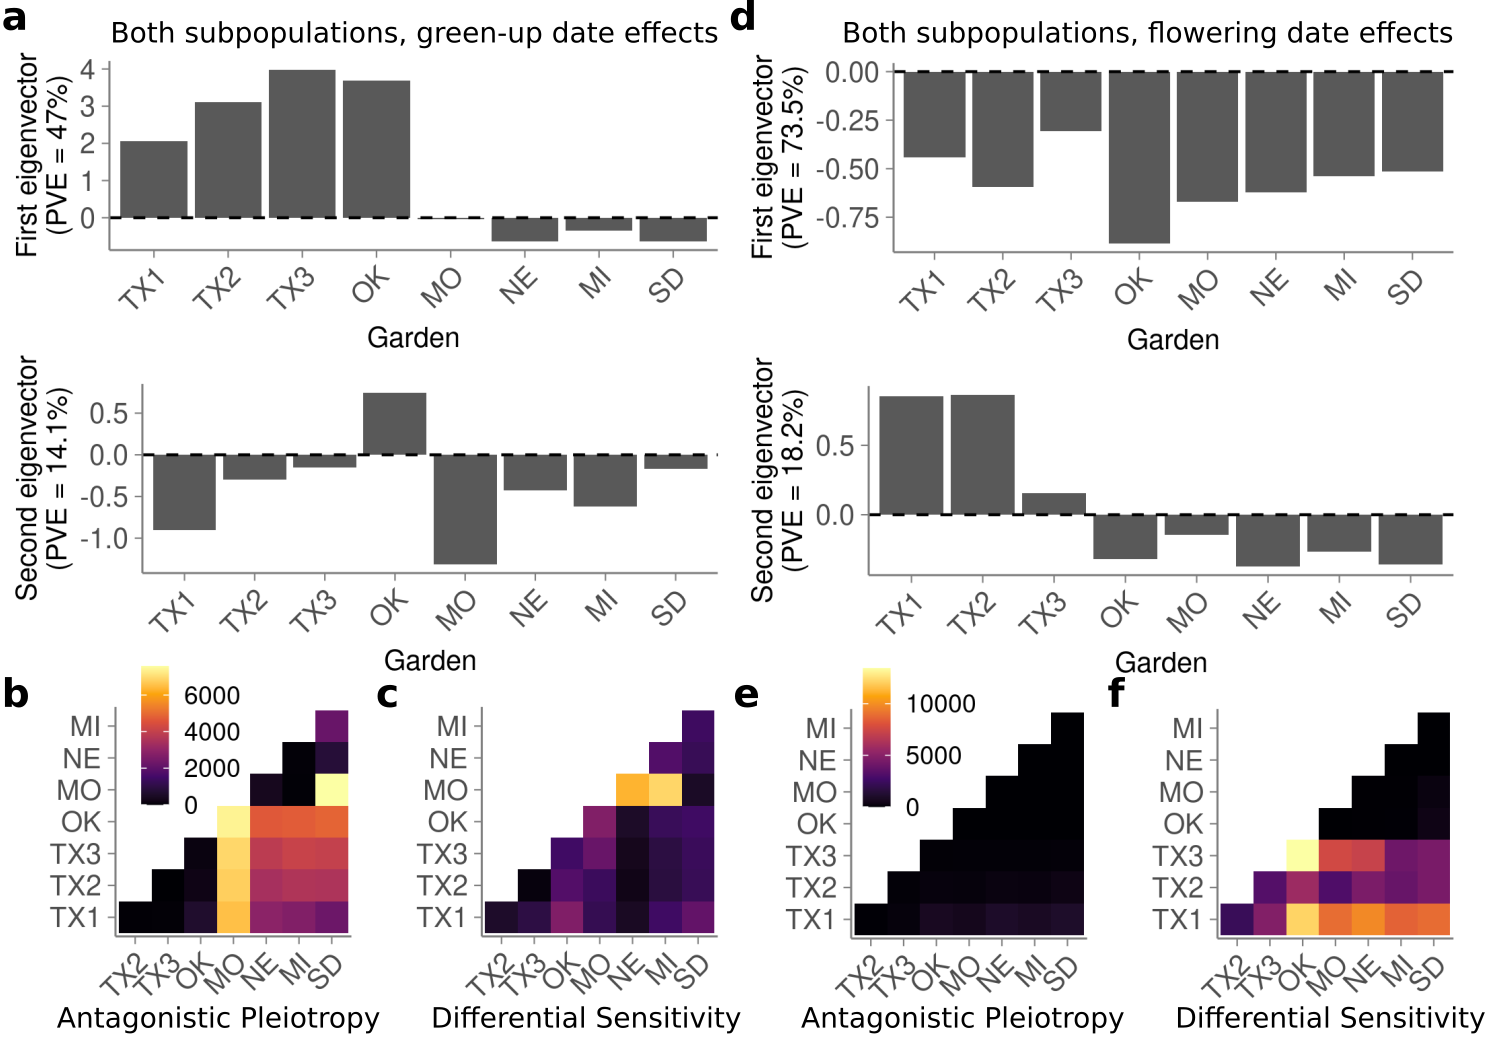 a
Both subpopulations, green-up date effects
First eigenvector
(PVE = 47%)
4
3
2
1
0
TX1 TX2 TX3 OK MO NE MI SD
Garden
Second eigenvector
(PVE = 14.1%)
0.5
0.0
-0.5
-1.0
TX1 TX2 TX3 OK MO NE MI SD
Garden
d
Both subpopulations, flowering date effects
First eigenvector
(PVE = 73.5%)
0.00
-0.25
-0.50
-0.75
TX1 TX2 TX3 OK MO NE MI SD
Garden
Second eigenvector
(PVE = 18.2%)
0.5
0.0
TX1 TX2 TX3 OK MO NE MI SD
Garden
b
6000
4000
2000
0
MI
NE
MO
OK
TX3
TX2
TX1
TX2 TX3 OK MO NE MI SD
Antagonistic Pleiotropy
c
MI
NE
MO
OK
TX3
TX2
TX1
TX2 TX3 OK MO NE MI SD
Differential Sensitivity
e
10000
5000
0
MI
NE
MO
OK
TX3
TX2
TX1
TX2 TX3 OK MO NE MI SD
Antagonistic Pleiotropy
f
MI
NE
MO
OK
TX3
TX2
TX1
TX2 TX3 OK MO NE MI SD
Differential Sensitivity